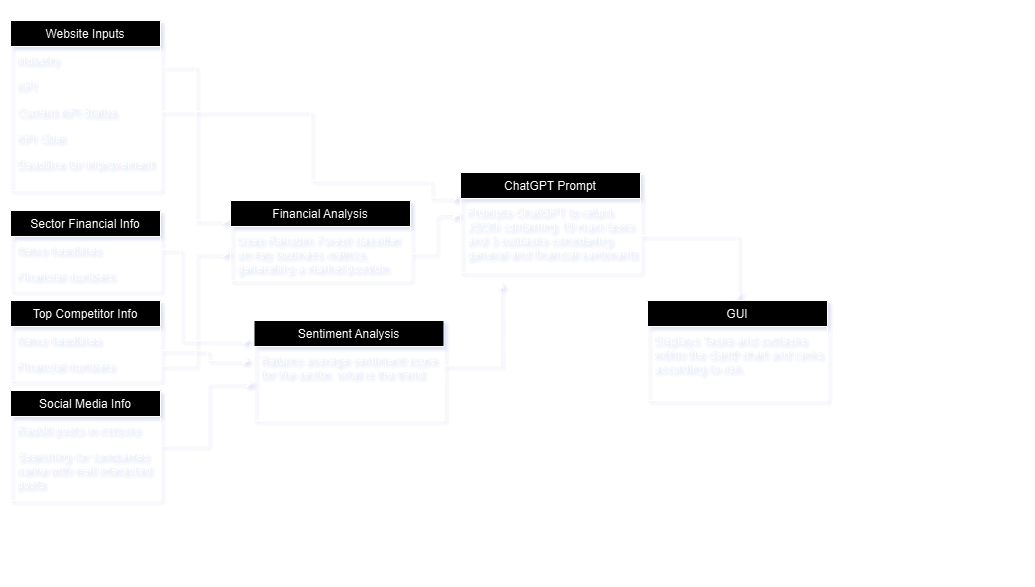 Website Inputs
Industry
KPI
Current KPI Status
KPI Goal
Deadline for improvement
Sector Financial Info
News headlines
Financial numbers
Top Competitor Info
News headlines
Financial numbers
Social Media Info
Reddit posts in
Searching for companies
name with well interacted
posts
Financial Analysis
Uses Random Forest
on key business metrics,
generating a market position.
Sentiment Analysis
Returns average sentiment score
for the sector, what is the trend
ChatGPT Prompt
Prompts ChatGPT to return
JSON containing 10 main tasks
and 3 subtasks considering
general and financial sentiments
GUI
Displays Tasks and subtasks
within the Gantt chart and ranks
according to risk.